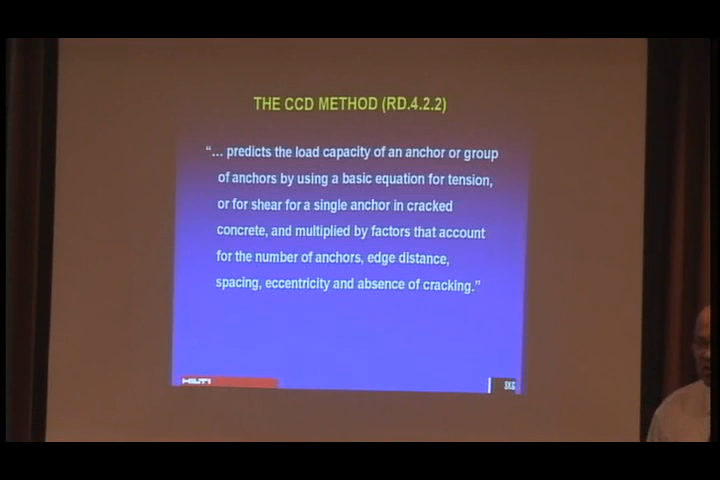 THE CCD METHOD (RD.4.2.2)
“... predicts the load capacity of an anchor or group
of anchors by using a basic equation for tension,
or for shear for a single anchor in cracked
concrete, and multiplied by factors that account
for the number of anchors, edge distance,
spacing, eccentricity and absence of cracking.”
HILTI